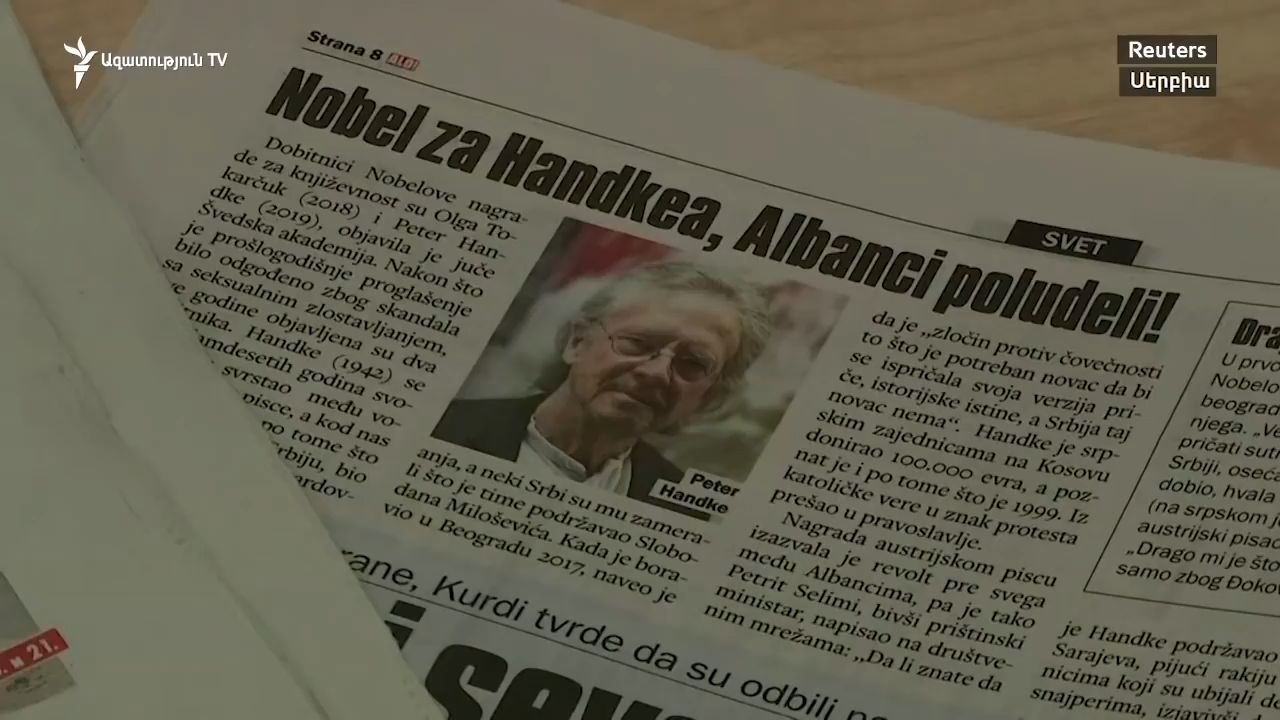 Ազատություն TV
Reuters
Սերբիա
Strana 8 ALO!
SVET
Nobel za Handkea, Albanci poludeli!
Dobitnici Nobelove nagra-
de za književnost su Olga To-
karčuk (2018) i Peter Han-
dke (2019), objavila je juče
Švedska akademija. Nakon što
je prošlogodišnje proglašenje
bilo odgođeno zbog skandala
sa seksualnim zlostavljanjem,
godine objavljena su dva
Handke (1942) se
godina svo-
svrstao među vo-
pisce, a kod nas
po tome što
bio
Peter
Handke
anja, a neki Srbi su mu zamera-
li što je time podržavao Slobo-
dana Miloševića. Kada je bora-
vio u Beogradu 2017, naveo je
da je „zločin protiv čovečnosti
to što je potreban novac da bi
se ispričala svoja verzija pri-
če, istorijske istine, a Srbija taj
novac nema“. Handke je srp-
skim zajednicama na Kosovu
donirao 100.000 evra, a poz-
nat je i po tome što je 1999. Iz
katoličke vere u znak protesta
prešao u pravoslavlje.
Nagrada austrijskom piscu
izazvala je revolt pre svega
među Albancima, pa je tako
Petrit Selimi, bivši prištinski
ministar, napisao na društve-
nim mrežama: „Da li znate da
je Handke podržavao
Sarajeva, pijući rakiju
nicima koji su ubijali
snajperima,
U prvo
Nobelo
beograd
njega.
pričati sutr
Srbiji, oseća
dobio, hvala
(na srpskom j
austrijski pisac
„Drago mi je što
samo zbog Đoko
Kurdi tvrde da su odbili
21.